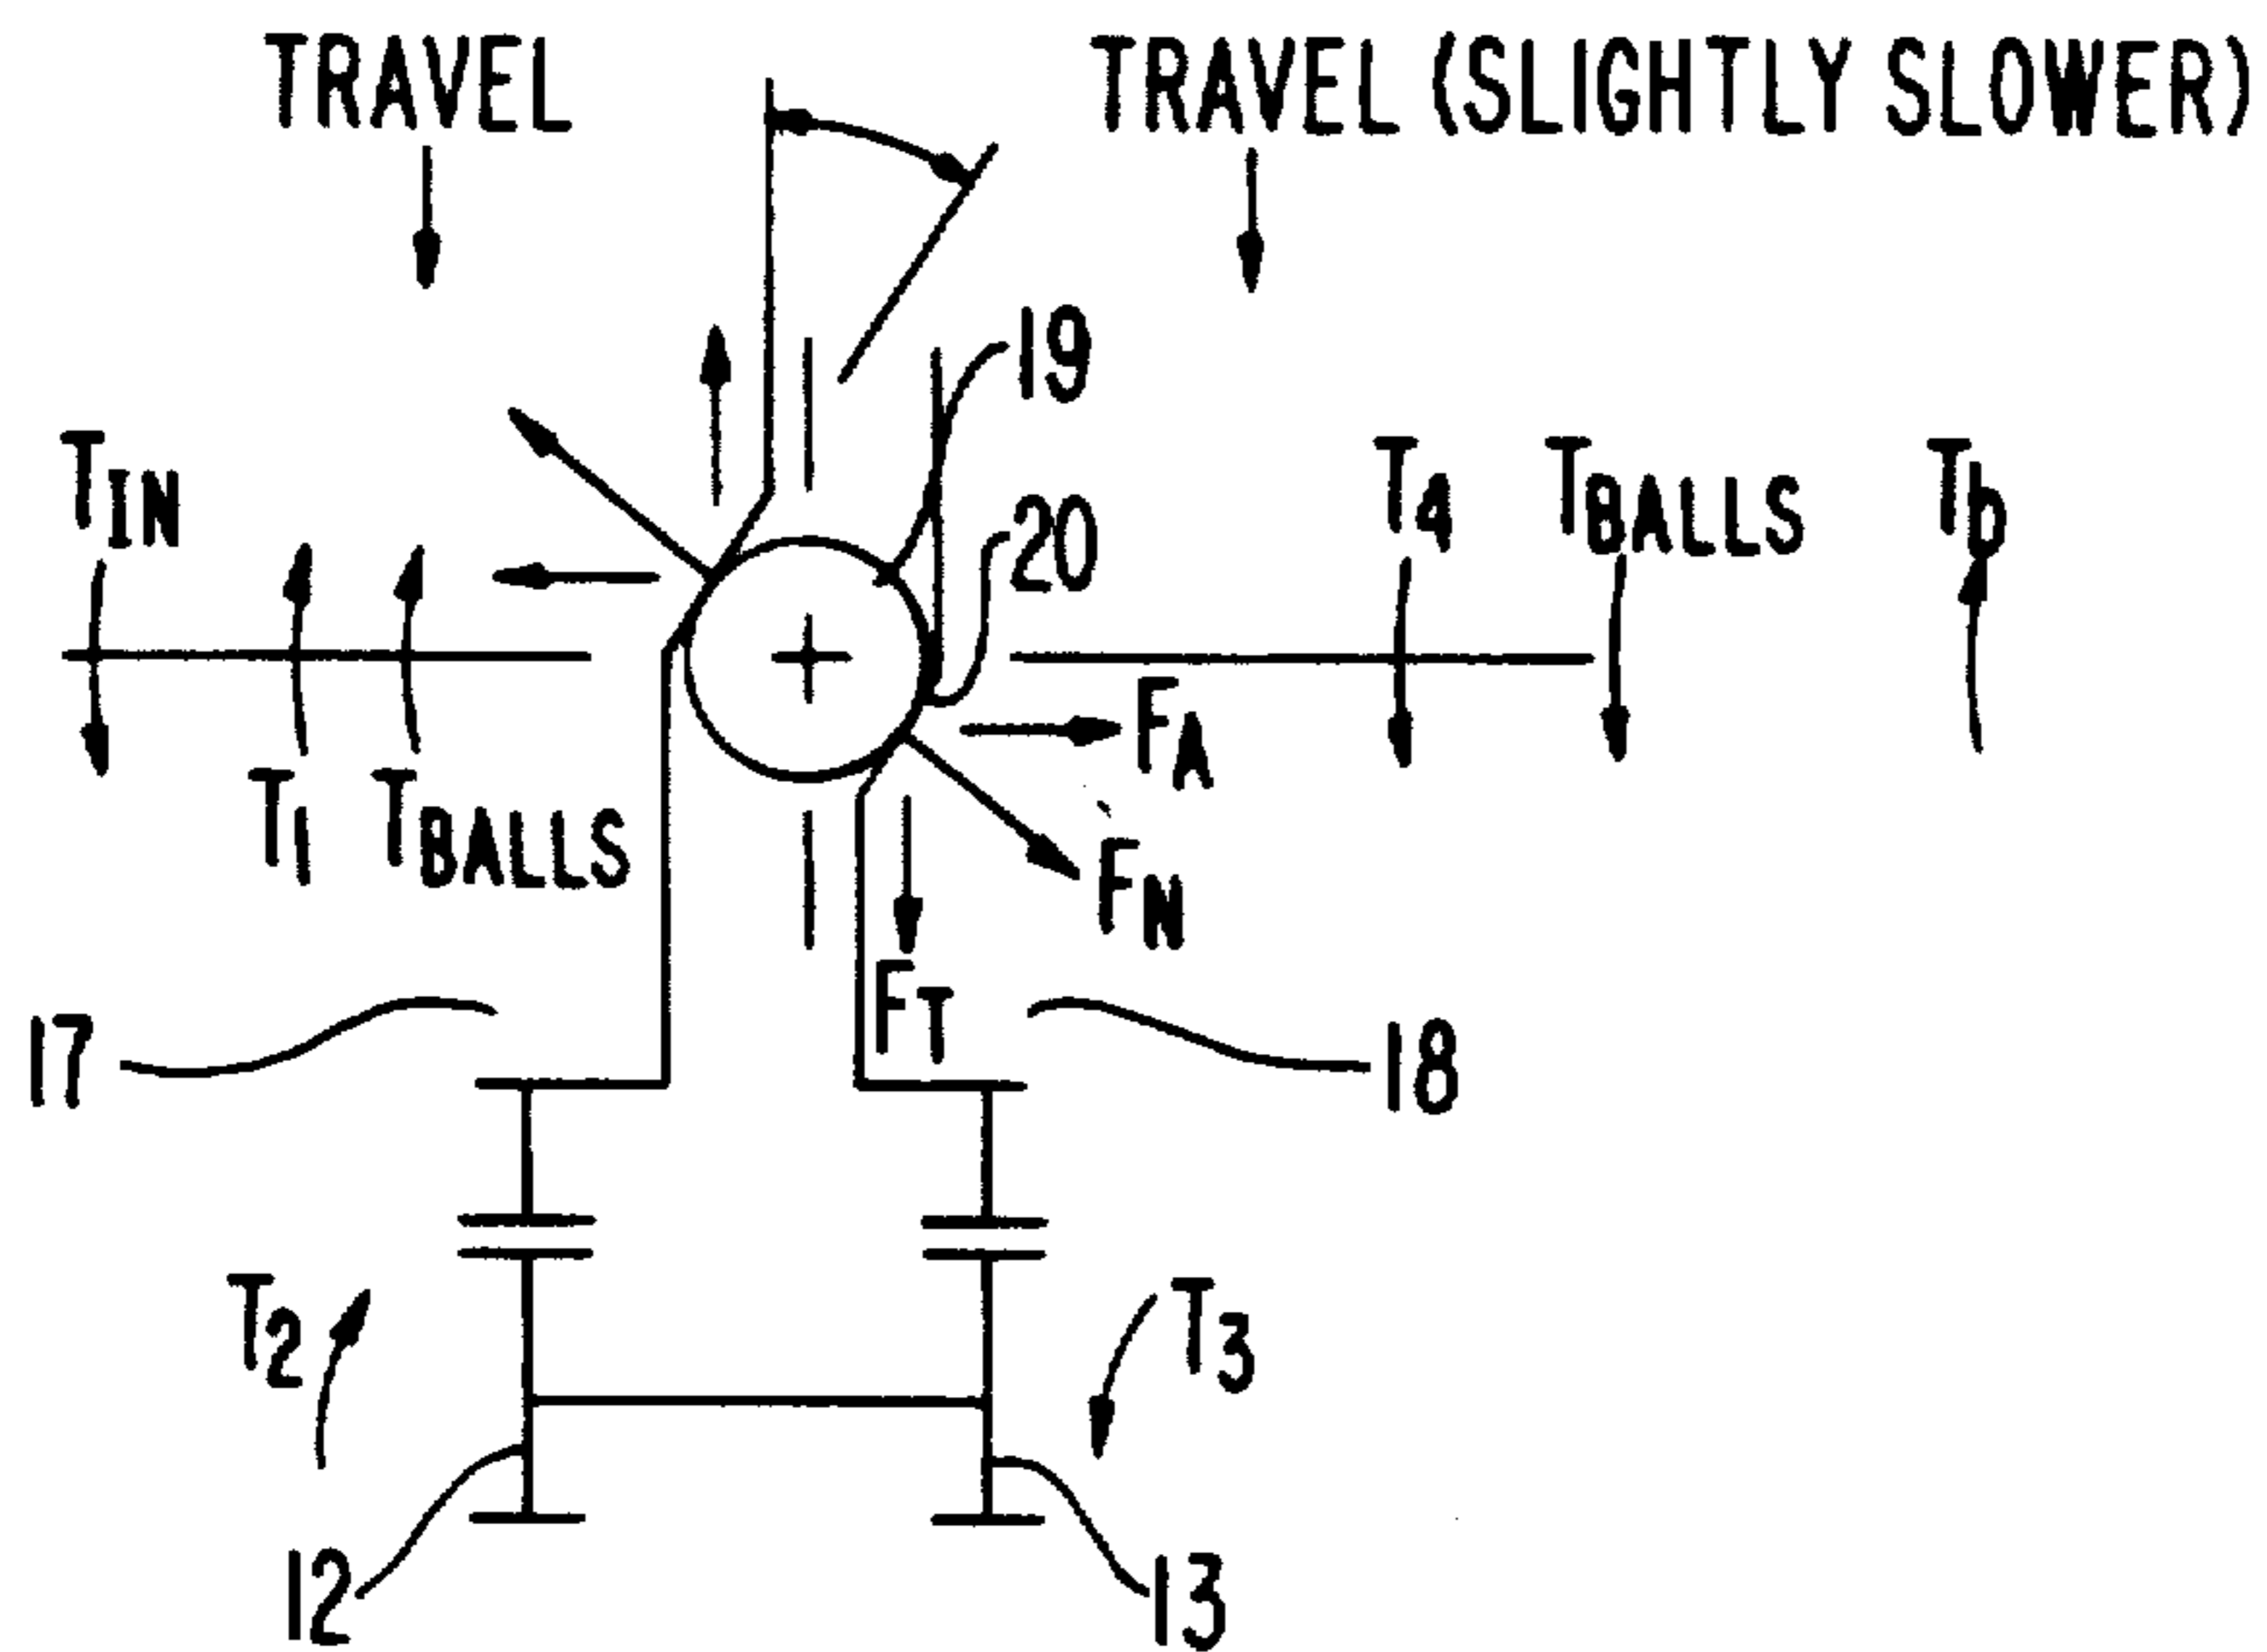 TRAVEL
TRAVEL (SLIGHTLY SLOWER)
19
TIN
20
T4
TBALLS
Tb
FA
T1
TBALLS
FN
FT
17
18
T2
T3
12
13